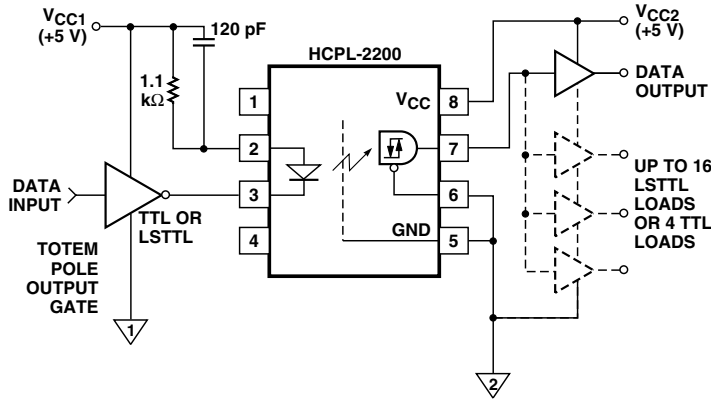 VCC1
(+5 V)
120 pF
1.1
kΩ
HCPL-2200
VCC2
(+5 V)
DATA
OUTPUT
1
VCC
8
2
7
DATA
INPUT
3
6
UP TO 16
LSTTL
LOADS
OR 4 TTL
LOADS
TTL OR
LSTTL
4
GND
5
TOTEM
POLE
OUTPUT
GATE
1
2